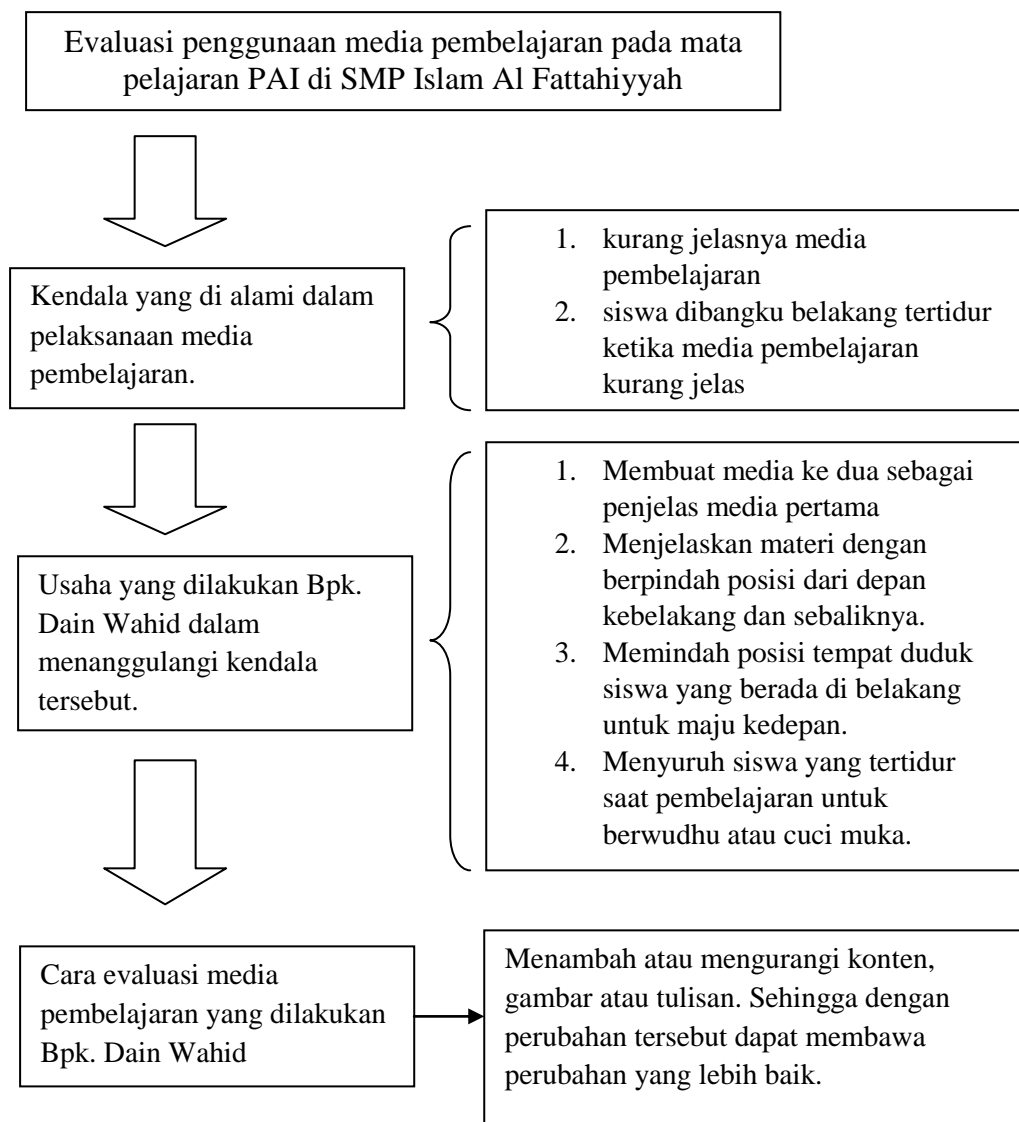 Evaluasi penggunaan media pembelajaran pada mata
pelajaran PAI di SMP Islam Al Fattahiyyah
Kendala yang di alami dalam
pelaksanaan media
pembelajaran.
1. kurang jelasnya media
pembelajaran
2. siswa dibangku belakang tertidur
ketika media pembelajaran
kurang jelas
Usaha yang dilakukan Bpk.
Dain Wahid dalam
menanggulangi kendala
tersebut.
1. Membuat media ke dua sebagai
penjelas media pertama
2. Menjelaskan materi dengan
berpindah posisi dari depan
kebelakang dan sebaliknya.
3. Memindah posisi tempat duduk
siswa yang berada di belakang
untuk maju kedepan.
4. Menyuruh siswa yang tertidur
saat pembelajaran untuk
berwudhu atau cuci muka.
Cara evaluasi media
pembelajaran yang dilakukan
Bpk. Dain Wahid
Menambah atau mengurangi konten,
gambar atau tulisan. Sehingga dengan
perubahan tersebut dapat membawa
perubahan yang lebih baik.